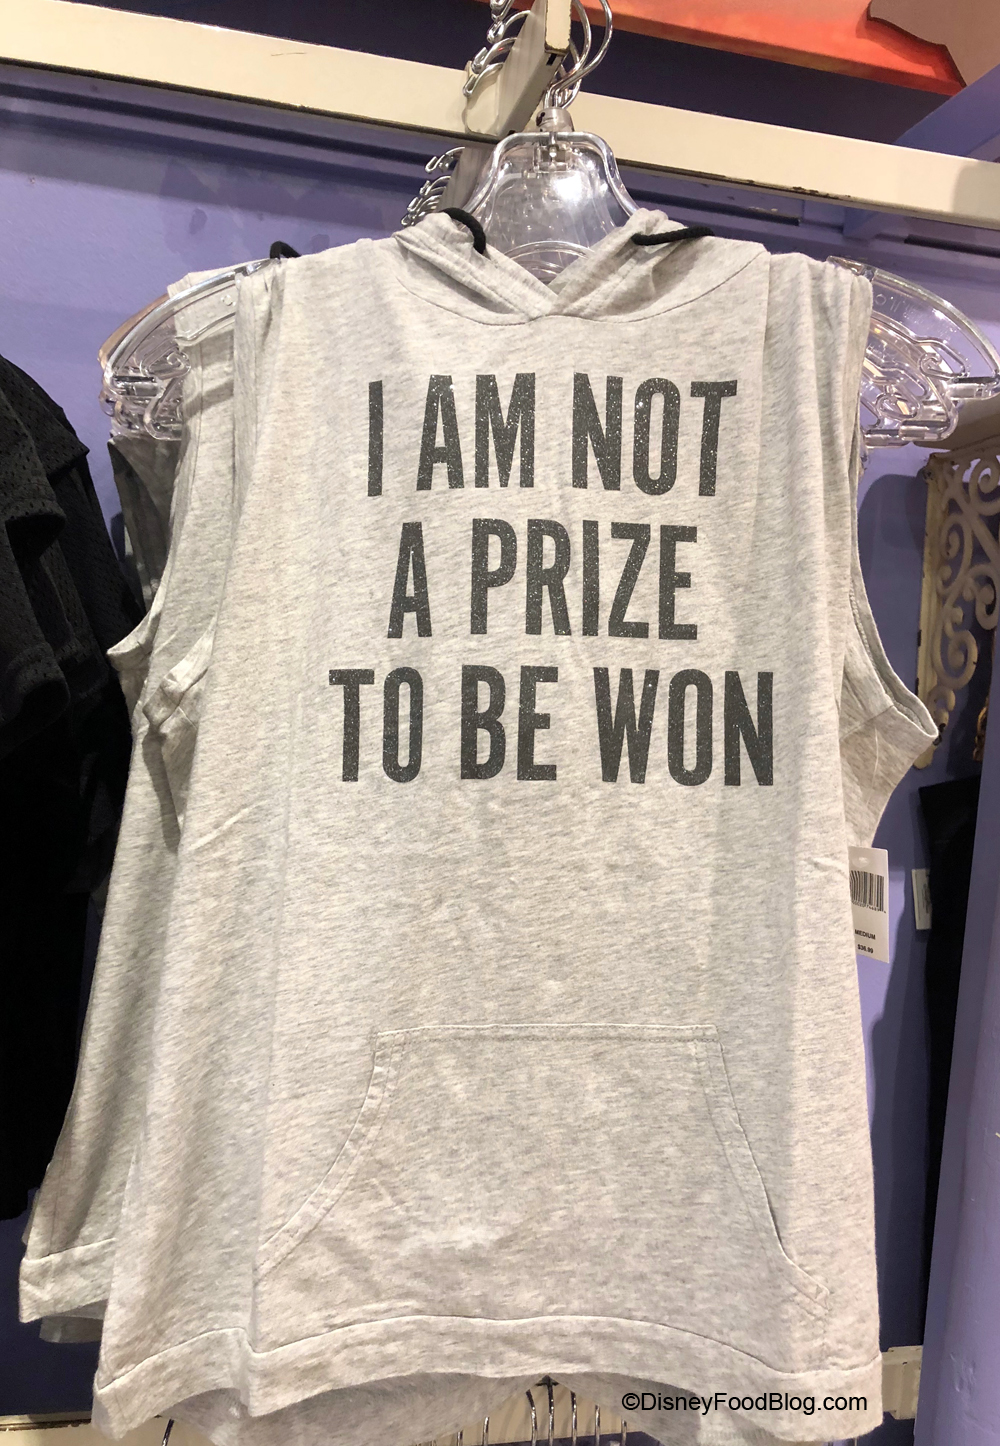 I AM NOT
A PRIZE
TO BE WON
MEDIUM
$36.99
©DisneyFoodBlog.com